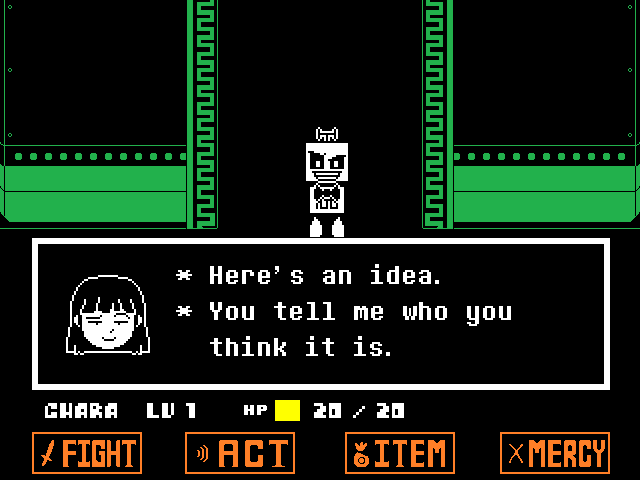 * Here's an idea.
* You tell me who you
think it is.
CHARA LV 1 HP 20 / 20
FIGHT ACT ITEM MERCY